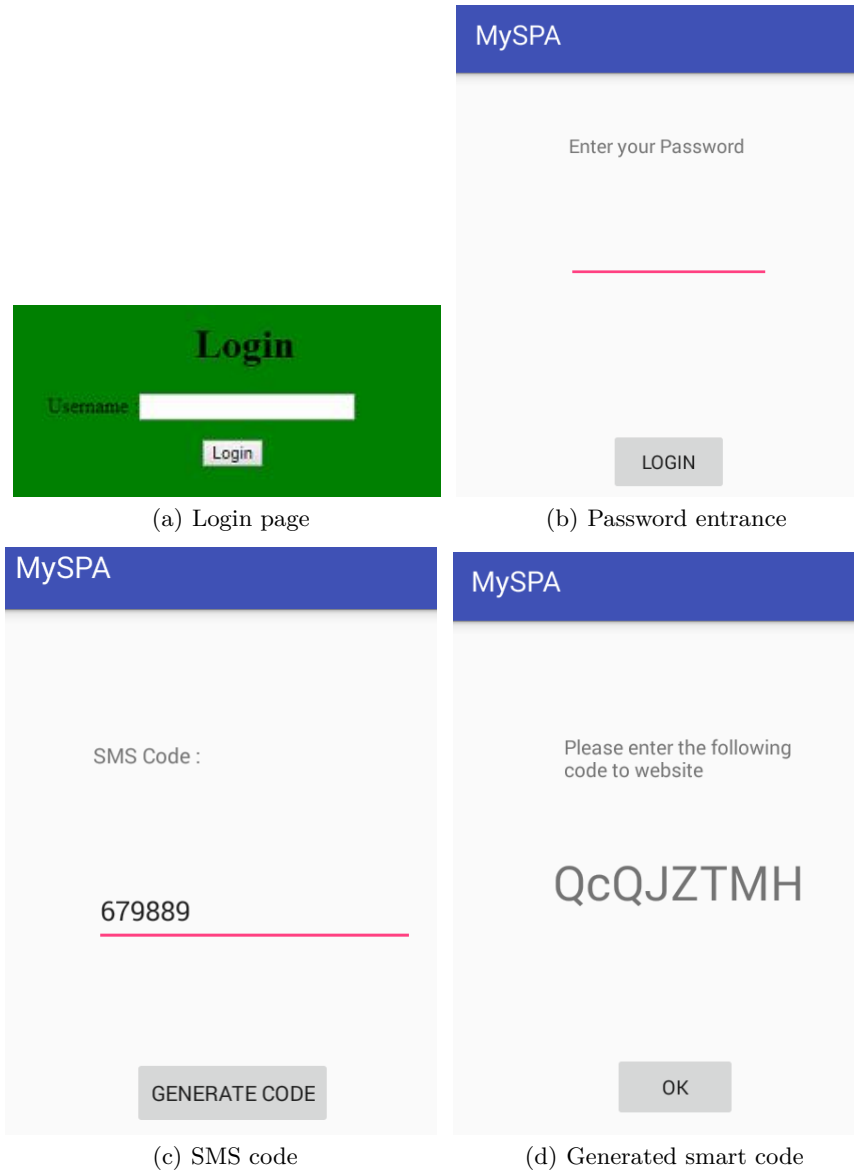 MySPA
Enter your Password
LOGIN
Login
Username :
Login
(a) Login page
(b) Password entrance
MySPA
SMS Code :
679889
GENERATE CODE
(c) SMS code
MySPA
Please enter the following
code to website
QcQJZTMH
OK
(d) Generated smart code